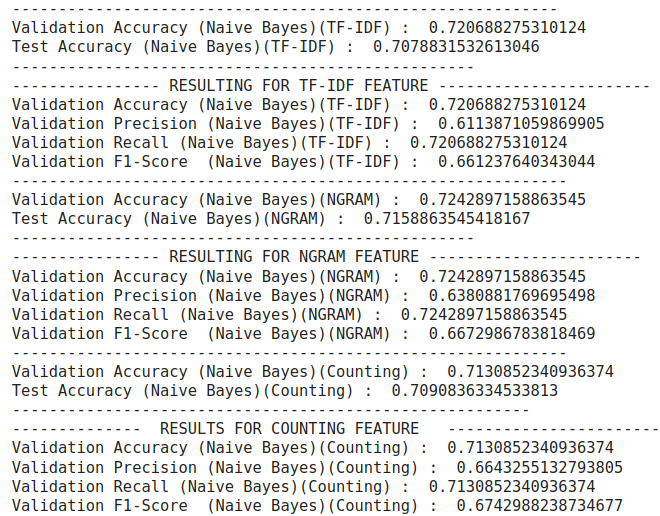 -----------------------------------------------------------
Validation Accuracy (Naive Bayes)(TF-IDF) :  0.720688275310124
Test Accuracy (Naive Bayes)(TF-IDF) :  0.7078831532613046
--------------------------------------------------
---------------- RESULTING FOR TF-IDF FEATURE -----------------------
Validation Accuracy (Naive Bayes)(TF-IDF) :  0.720688275310124
Validation Precision (Naive Bayes)(TF-IDF) :  0.6113871059869905
Validation Recall (Naive Bayes)(TF-IDF) :  0.720688275310124
Validation F1-Score  (Naive Bayes)(TF-IDF) :  0.661237640343044
------------------------------------------------------------
Validation Accuracy (Naive Bayes)(NGRAM) :  0.7242897158863545
Test Accuracy (Naive Bayes)(NGRAM) :  0.7158863545418167
--------------------------------------------------
---------------- RESULTING FOR NGRAM FEATURE -----------------------
Validation Accuracy (Naive Bayes)(NGRAM) :  0.7242897158863545
Validation Precision (Naive Bayes)(NGRAM) :  0.6380881769695498
Validation Recall (Naive Bayes)(NGRAM) :  0.7242897158863545
Validation F1-Score  (Naive Bayes)(NGRAM) :  0.6672986783818469
------------------------------------------------------------
Validation Accuracy (Naive Bayes)(Counting) :  0.7130852340936374
Test Accuracy (Naive Bayes)(Counting) :  0.7090836334533813
--------------------------------------------------------
--------------  RESULTS FOR COUNTING FEATURE   -----------------------
Validation Accuracy (Naive Bayes)(Counting) :  0.7130852340936374
Validation Precision (Naive Bayes)(Counting) :  0.6643255132793805
Validation Recall (Naive Bayes)(Counting) :  0.7130852340936374
Validation F1-Score  (Naive Bayes)(Counting) :  0.6742988238734677